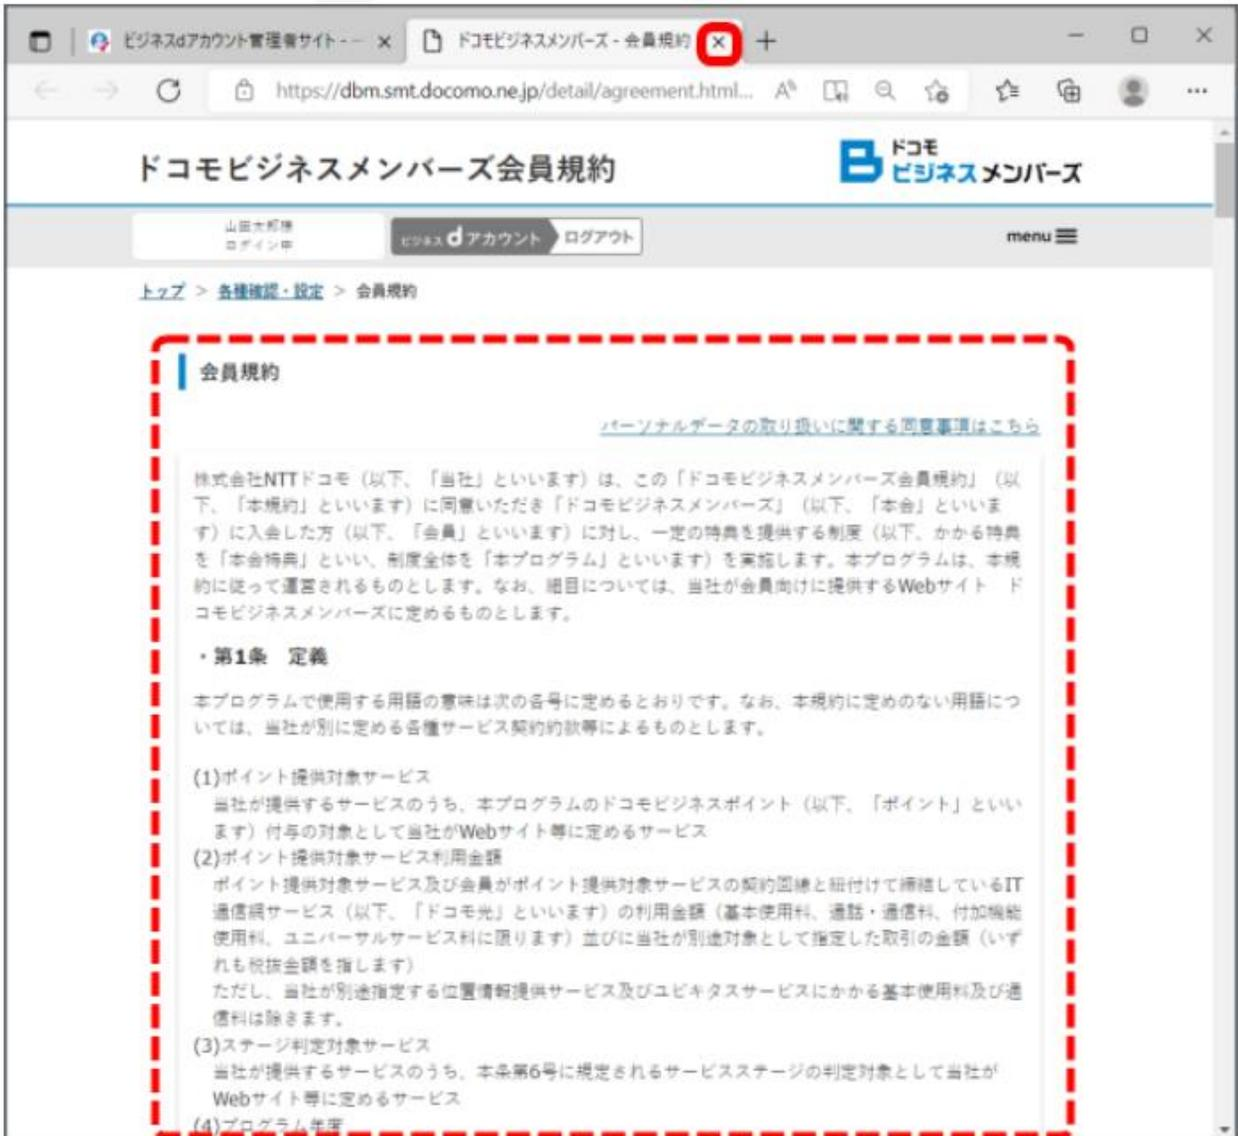 ビジネスdアカウント管理者サイト - -
ドコモビジネスメンバーズ - 会員規約
https://dbm.smt.docomo.ne.jp/detail/agreement.html...
ドコモビジネスメンバーズ会員規約
ドコモ
ビジネスメンバーズ
山田太郎様
ログイン中
ビジネスdアカウント
ログアウト
menu
トップ > 各種確認・設定 > 会員規約
会員規約
パーソナルデータの取り扱いに関する同意事項はこちら
株式会社NTTドコモ（以下、「当社」といいます）は、この「ドコモビジネスメンバーズ会員規約」（以
下、「本規約」といいます）に同意いただき「ドコモビジネスメンバーズ」（以下、「本会」といいま
す）に入会した方（以下、「会員」といいます）に対し、一定の特典を提供する制度（以下、かかる特典
を「本会特典」といい、制度全体を「本プログラム」といいます）を実施します。本プログラムは、本規
約に従って運営されるものとします。なお、細目については、当社が会員向けに提供するWebサイト　ド
コモビジネスメンバーズに定めるものとします。
・第1条　定義
本プログラムで使用する用語の意味は次の各号に定めるとおりです。なお、本規約に定めのない用語につ
いては、当社が別に定める各種サービス契約約款等によるものとします。
(1)ポイント提供対象サービス
当社が提供するサービスのうち、本プログラムのドコモビジネスポイント（以下、「ポイント」といい
ます）付与の対象として当社がWebサイト等に定めるサービス
(2)ポイント提供対象サービス利用金額
ポイント提供対象サービス及び会員がポイント提供対象サービスの契約回線と紐付けて締結しているIT
通信網サービス（以下、「ドコモ光」といいます）の利用金額（基本使用料、通話・通信料、付加機能
使用料、ユニバーサルサービス料に限ります）並びに当社が別途対象として指定した取引の金額（いず
れも税抜金額を指します）
ただし、当社が別途指定する位置情報提供サービス及びユビキタスサービスにかかる基本使用料及び通
信料は除きます。
(3)ステージ判定対象サービス
当社が提供するサービスのうち、本条第6号に規定されるサービスステージの判定対象として当社が
Webサイト等に定めるサービス
(4)プログラム年度